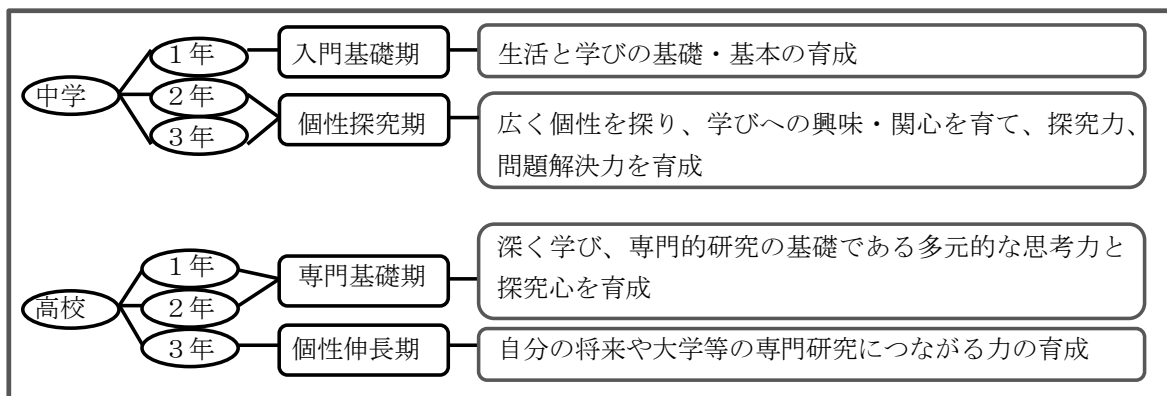 中学
1年
入門基礎期
生活と学びの基礎・基本の育成
2年
3年
個性探究期
広く個性を探り、学びへの興味・関心を育て、探究力、
問題解決力を育成
高校
1年
2年
専門基礎期
深く学び、専門的研究の基礎である多元的な思考力と
探究心を育成
3年
個性伸長期
自分の将来や大学等の専門研究につながる力の育成